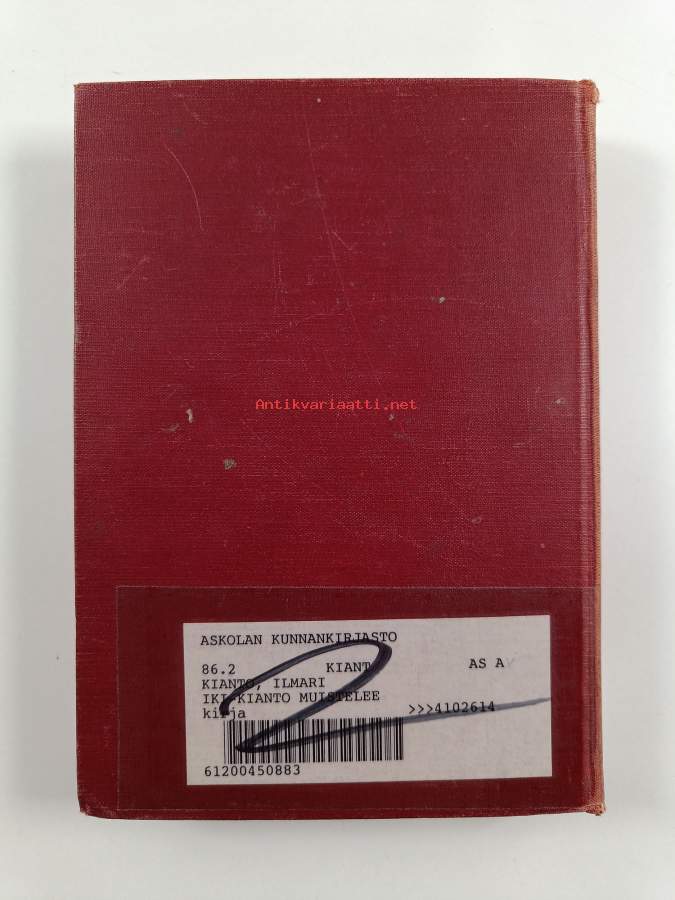 Antikvariaatti.net
ASKOLAN KUNNANKIRJASTO
86.2 KIANT AS A
KIANTO, ILMARI
IKI-KIANTO MUISTELEE
kirja >>>4102614
61200450883